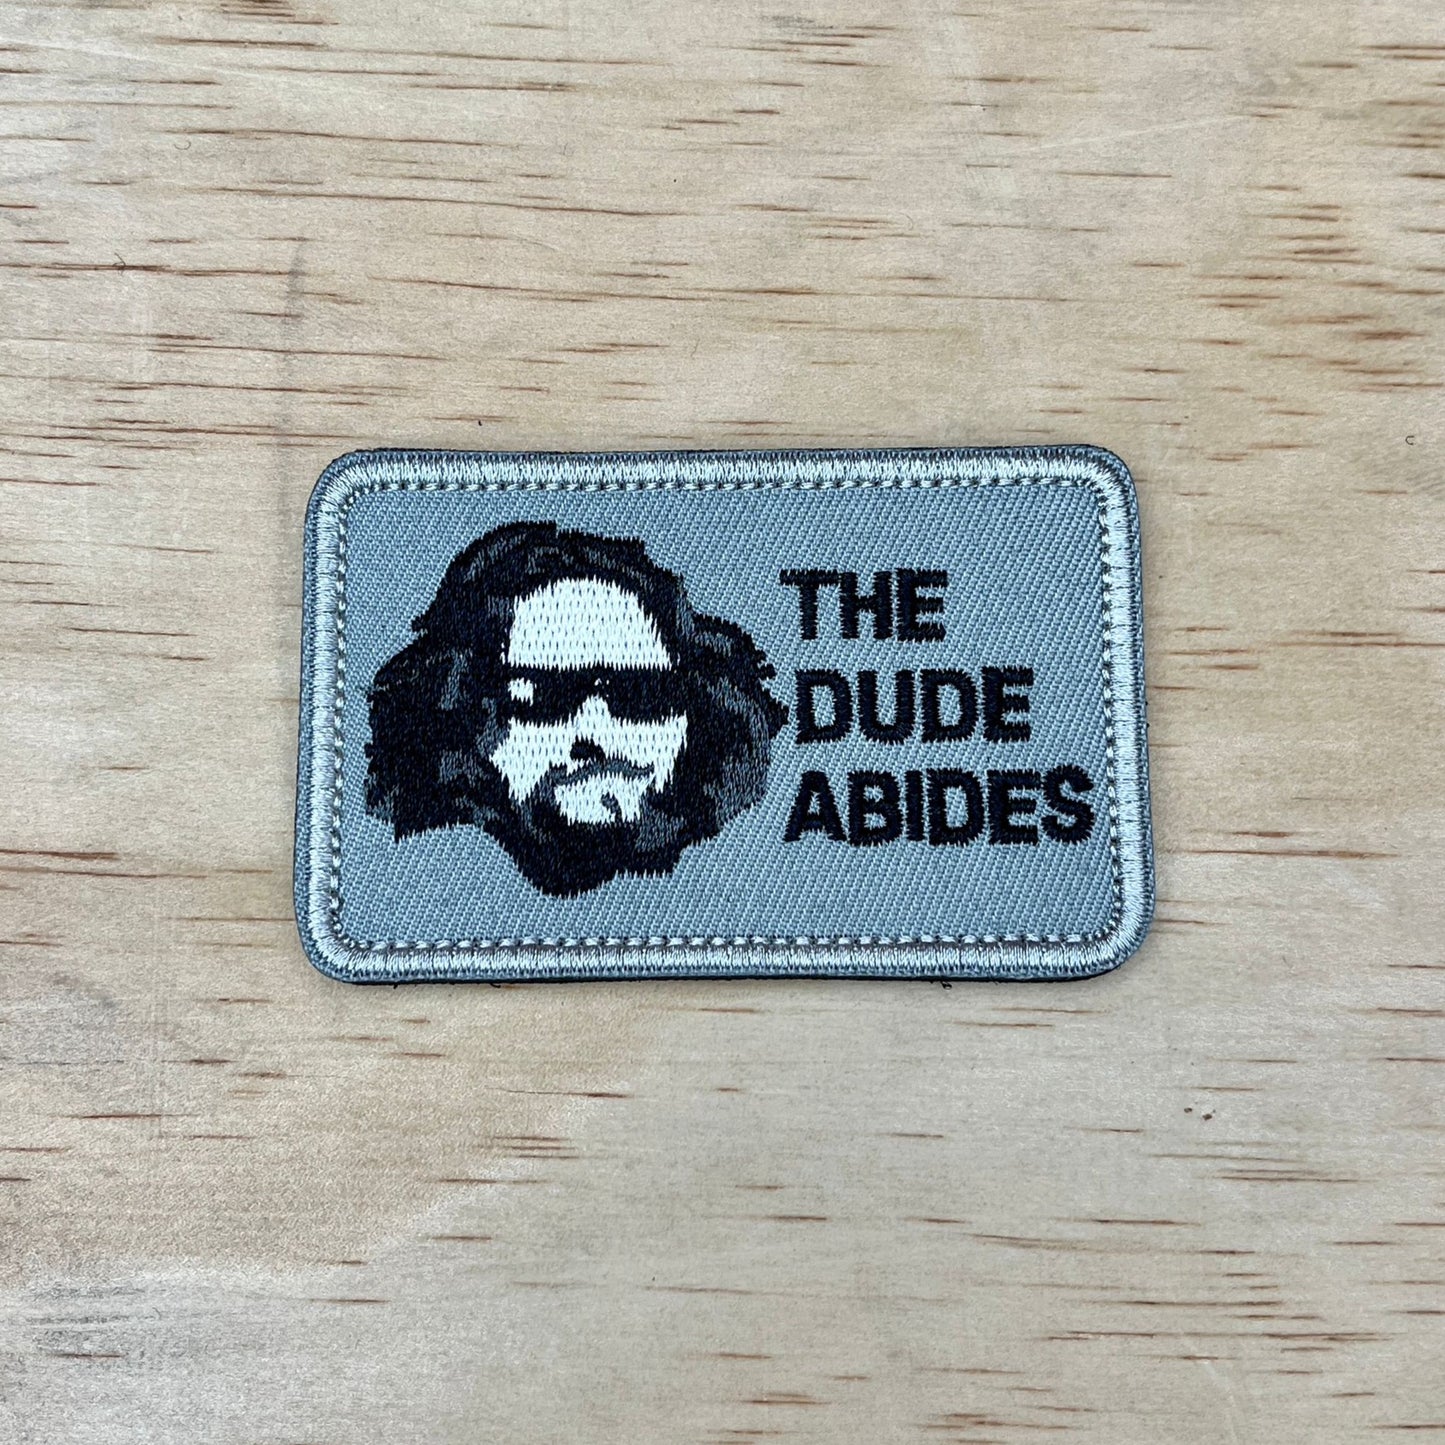 THE
DUDE
ABIDES